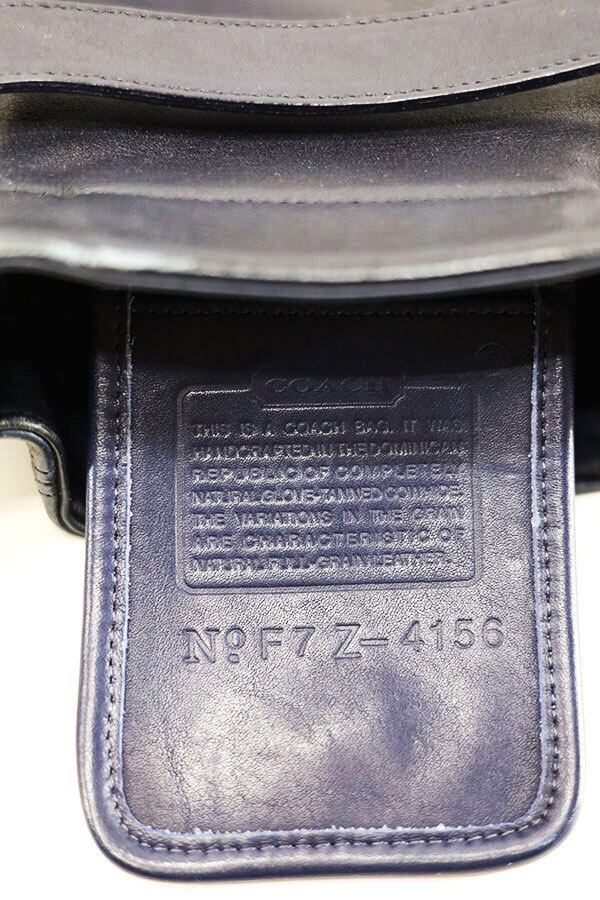 COACH
THIS IS A COACH BAG. IT WAS
HANDCRAFTED IN THE DOMINICAN
REPUBLIC OF COMPLETELY
NATURAL GLOVE-TANNED COWHIDE
THE VARIATIONS IN THE GRAIN
ARE CHARACTERISTIC OF
NATURAL FULL-GRAIN LEATHER.
Nº F7Z-4156